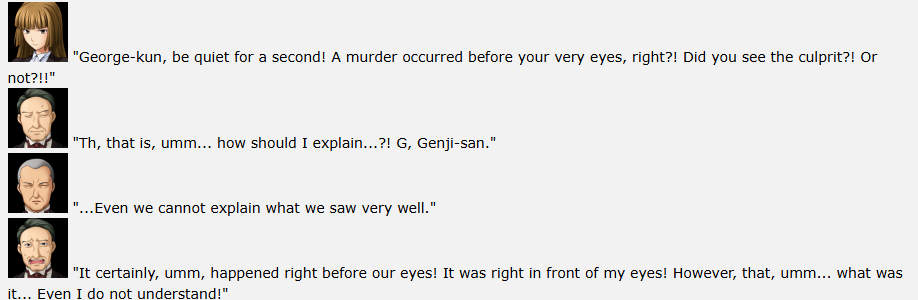 "George-kun, be quiet for a second! A murder occurred before your very eyes, right?! Did you see the culprit?! Or
not?!!"
"Th, that is, umm... how should I explain...?! G, Genji-san."
"...Even we cannot explain what we saw very well."
"It certainly, umm, happened right before our eyes! It was right in front of my eyes! However, that, umm... what was
it... Even I do not understand!"